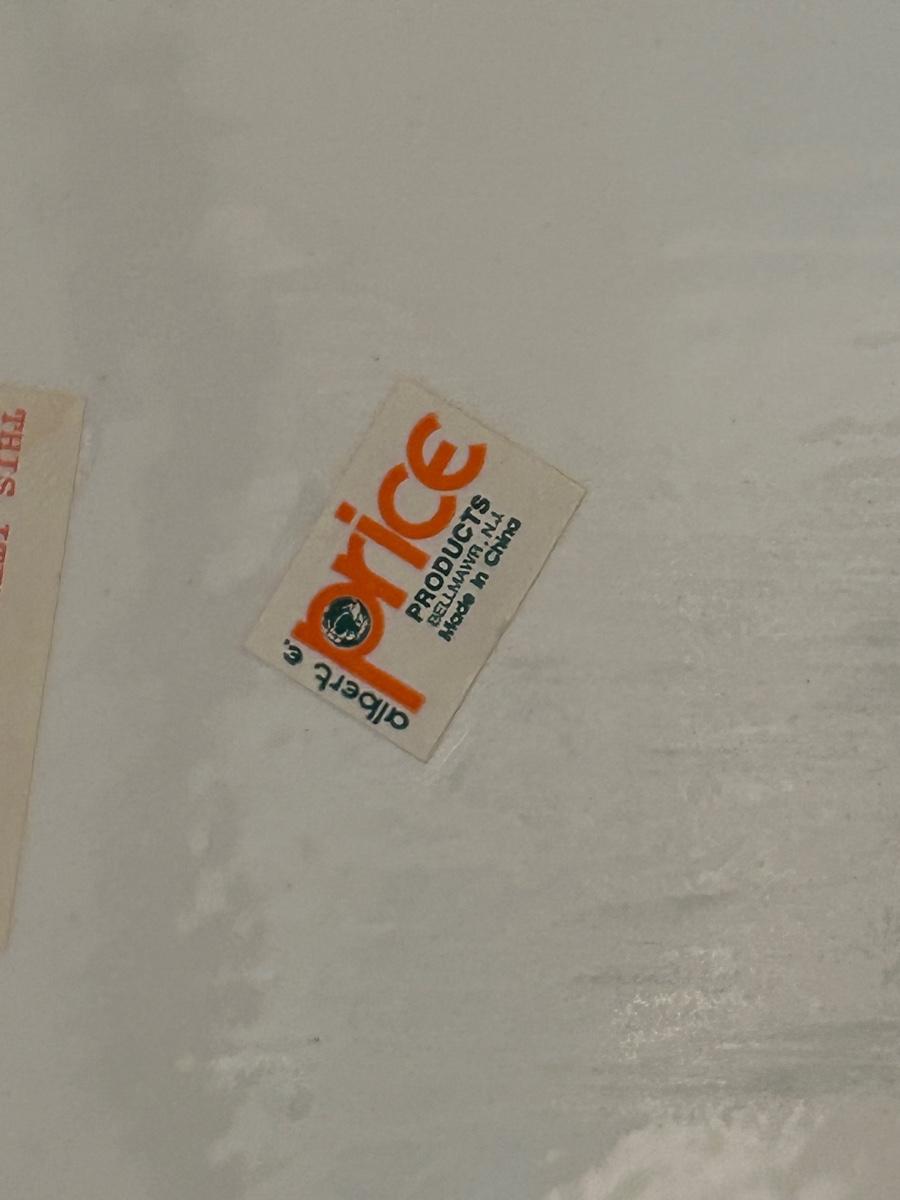 THIS
albert e.
price
PRODUCTS
BELLMAWR, N.J.
Made in China